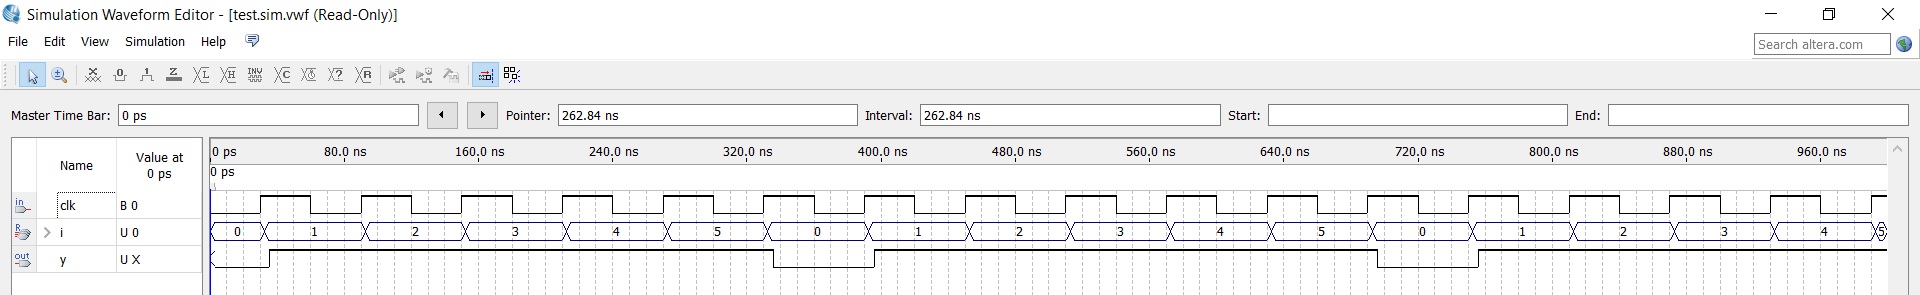 Simulation Waveform Editor - [test.sim.vwf (Read-Only)]
File Edit View Simulation Help
Search altera.com
Master Time Bar: 0 ps Pointer: 262.84 ns Interval: 262.84 ns Start: End:
Name Value at 0 ps
0 ps 80.0 ns 160.0 ns 240.0 ns 320.0 ns 400.0 ns 480.0 ns 560.0 ns 640.0 ns 720.0 ns 800.0 ns 880.0 ns 960.0 ns
0 ps
in clk B 0
R i U 0 0 1 2 3 4 5 0 1 2 3 4 5 0 1 2 3 4 5
out y U X